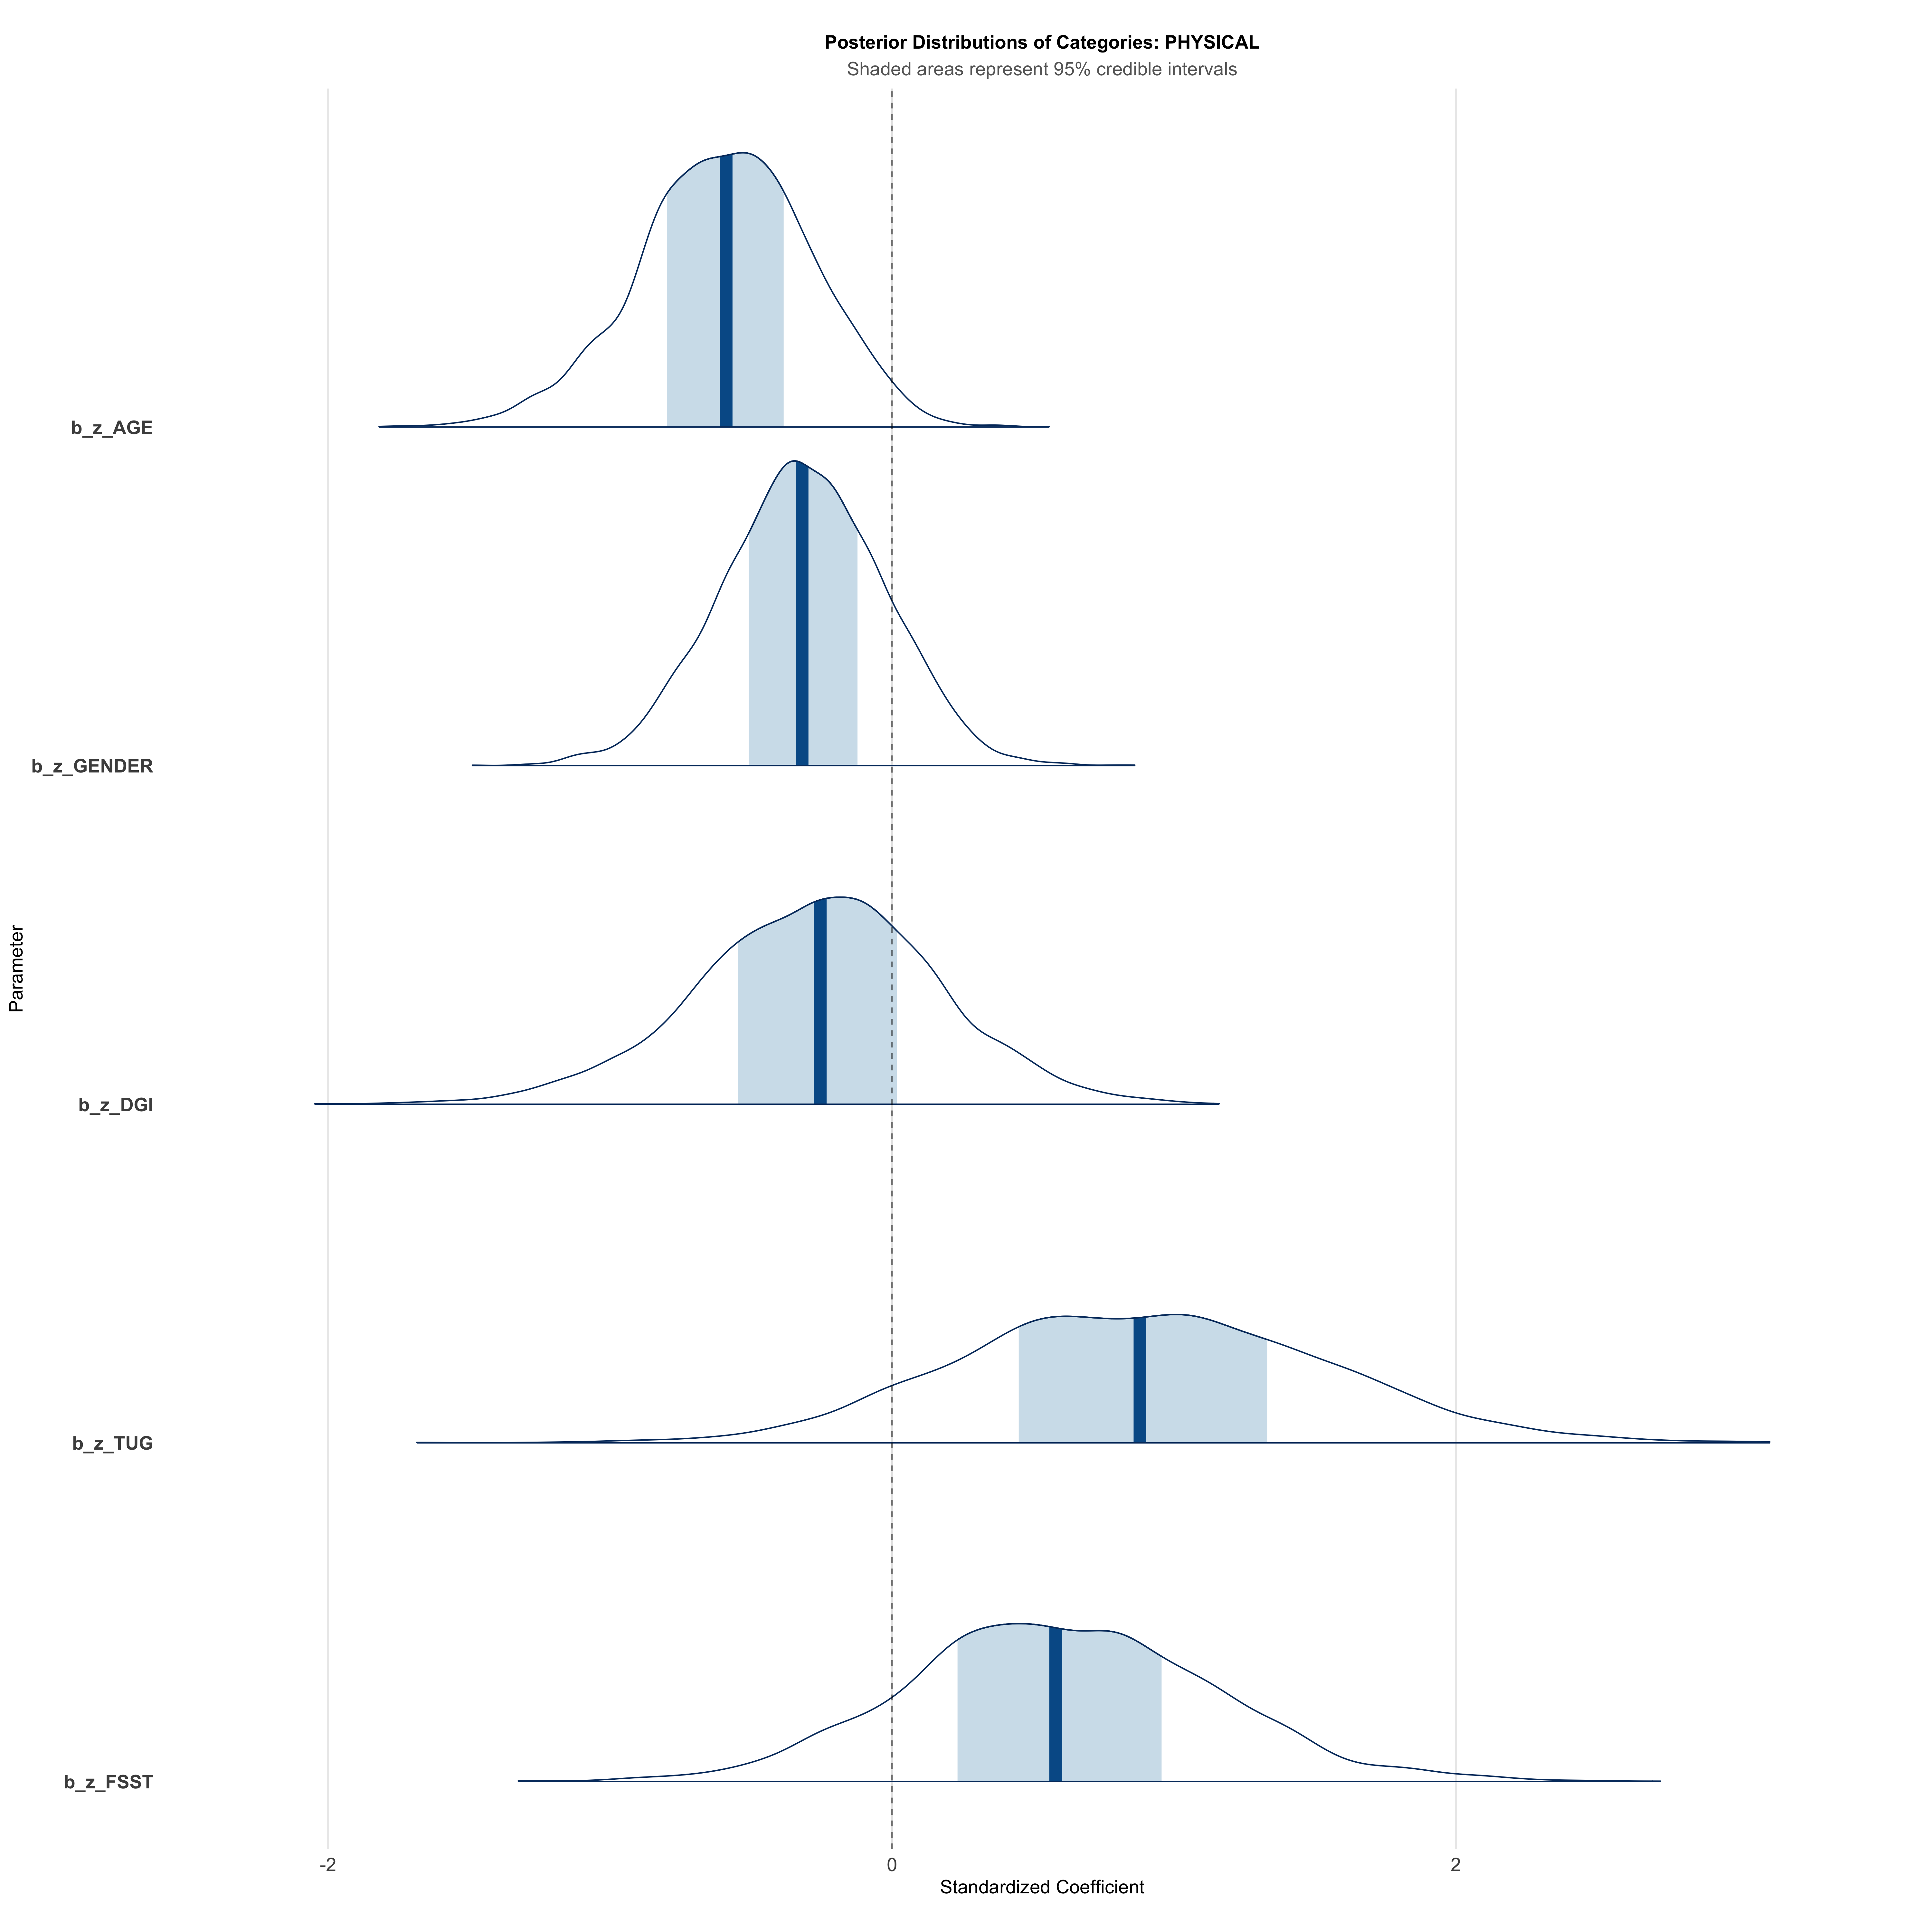 Posterior Distributions of Categories: PHYSICAL
Shaded areas represent 95% credible intervals
b_z_AGE
b_z_GENDER
b_z_DGI
b_z_TUG
b_z_FSST
Parameter
-2 0 2
Standardized Coefficient